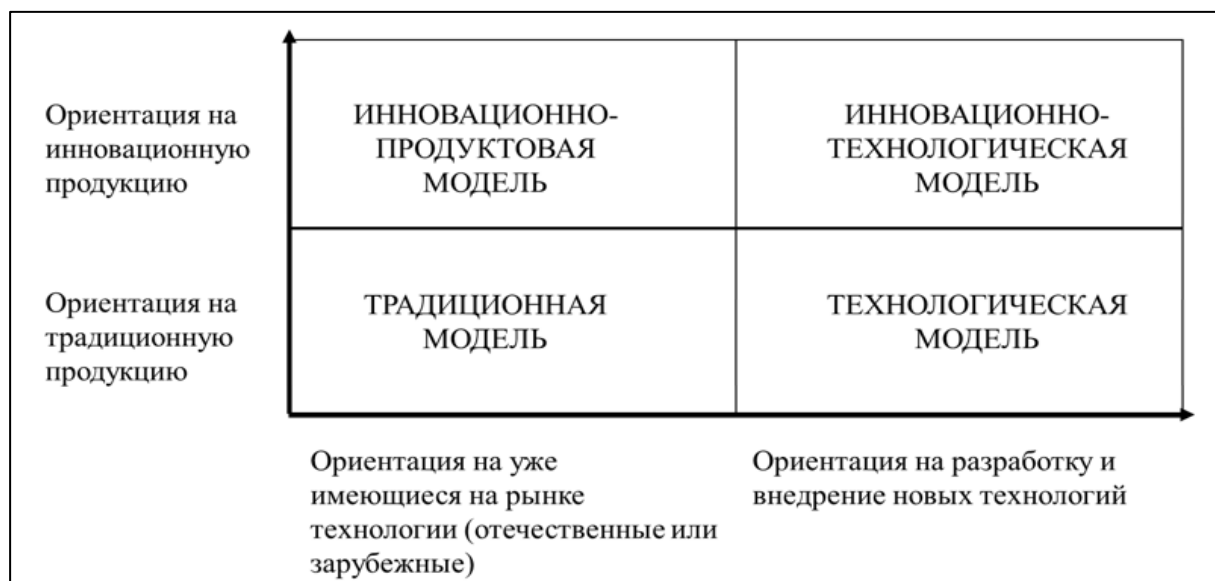 Ориентация на
инновационную
продукцию
ИННОВАЦИОННО-
ПРОДУКТОВАЯ
МОДЕЛЬ
ИННОВАЦИОННО-
ТЕХНОЛОГИЧЕСКАЯ
МОДЕЛЬ
Ориентация на
традиционную
продукцию
ТРАДИЦИОННАЯ
МОДЕЛЬ
ТЕХНОЛОГИЧЕСКАЯ
МОДЕЛЬ
Ориентация на уже
имеющиеся на рынке
технологии (отечественные или
зарубежные)
Ориентация на разработку и
внедрение новых технологий